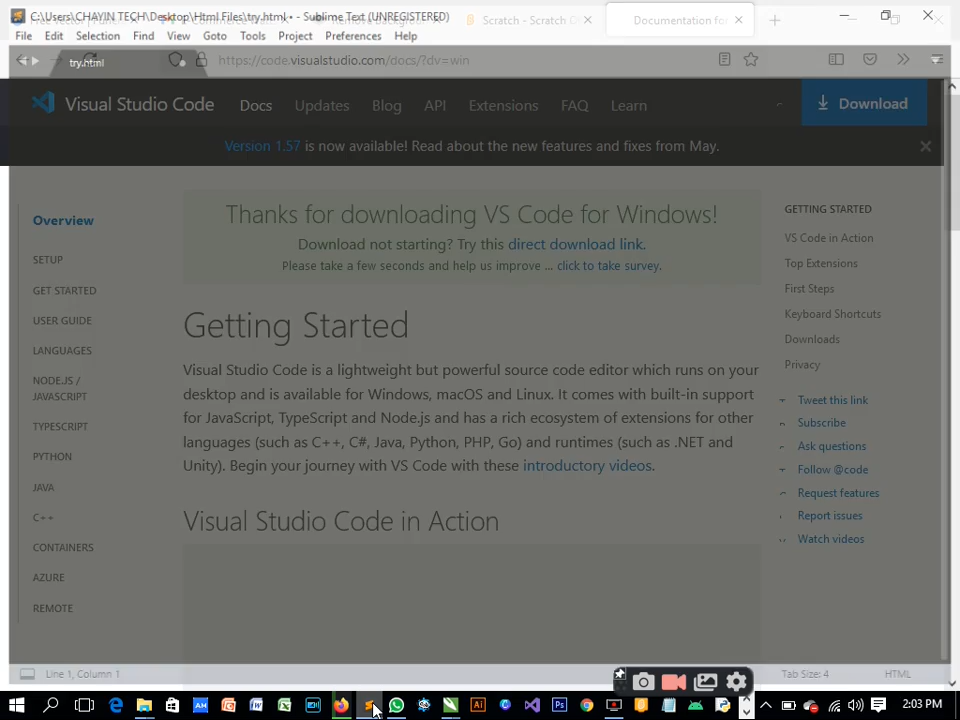 C:\Users\CHAYIN TECH\Desktop\Html Files\try.html • - Sublime Text (UNREGISTERED)
Scratch - Scratch
Documentation for
File Edit Selection Find View Goto Tools Project Preferences Help
try.html
https://code.visualstudio.com/docs/?dv=win
Visual Studio Code Docs Updates Blog API Extensions FAQ Learn Download
Version 1.57 is now available! Read about the new features and fixes from May.
Overview
SETUP
GET STARTED
USER GUIDE
LANGUAGES
NODE.JS /
JAVASCRIPT
TYPESCRIPT
PYTHON
JAVA
C++
CONTAINERS
AZURE
REMOTE
Thanks for downloading VS Code for Windows!
Download not starting? Try this direct download link.
Please take a few seconds and help us improve ... click to take survey.
Getting Started
Visual Studio Code is a lightweight but powerful source code editor which runs on your
desktop and is available for Windows, macOS and Linux. It comes with built-in support
for JavaScript, TypeScript and Node.js and has a rich ecosystem of extensions for other
languages (such as C++, C#, Java, Python, PHP, Go) and runtimes (such as .NET and
Unity). Begin your journey with VS Code with these introductory videos.
Visual Studio Code in Action
GETTING STARTED
VS Code in Action
Top Extensions
First Steps
Keyboard Shortcuts
Downloads
Privacy
Tweet this link
Subscribe
Ask questions
Follow @code
Request features
Report issues
Watch videos
Line 1, Column 1
Tab Size: 4
HTML
2:03 PM